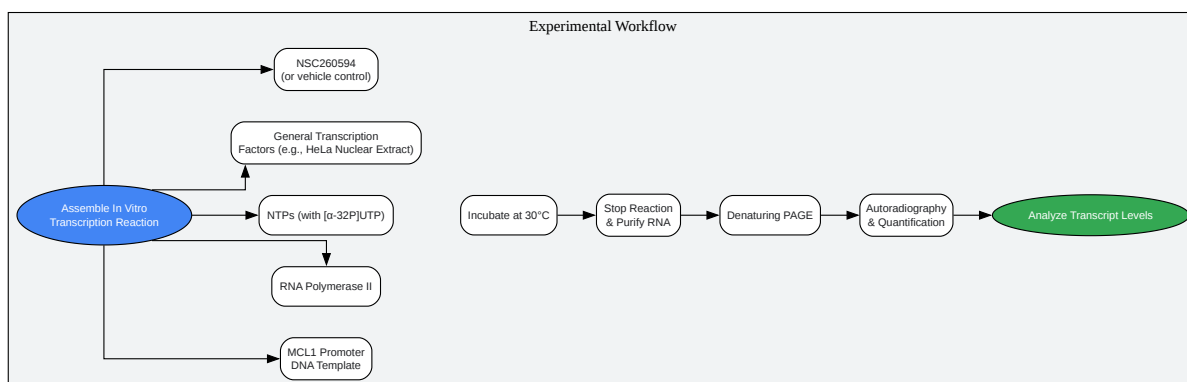 Experimental Workflow
NSC260594
(or vehicle control)
General Transcription
Factors (e.g., HeLa Nuclear Extract)
Assemble In Vitro
Transcription Reaction
NTPs (with [α-32P]UTP)
RNA Polymerase II
MCL1 Promoter
DNA Template
Incubate at 30°C
Stop Reaction
& Purify RNA
Denaturing PAGE
Autoradiography
& Quantification
Analyze Transcript Levels